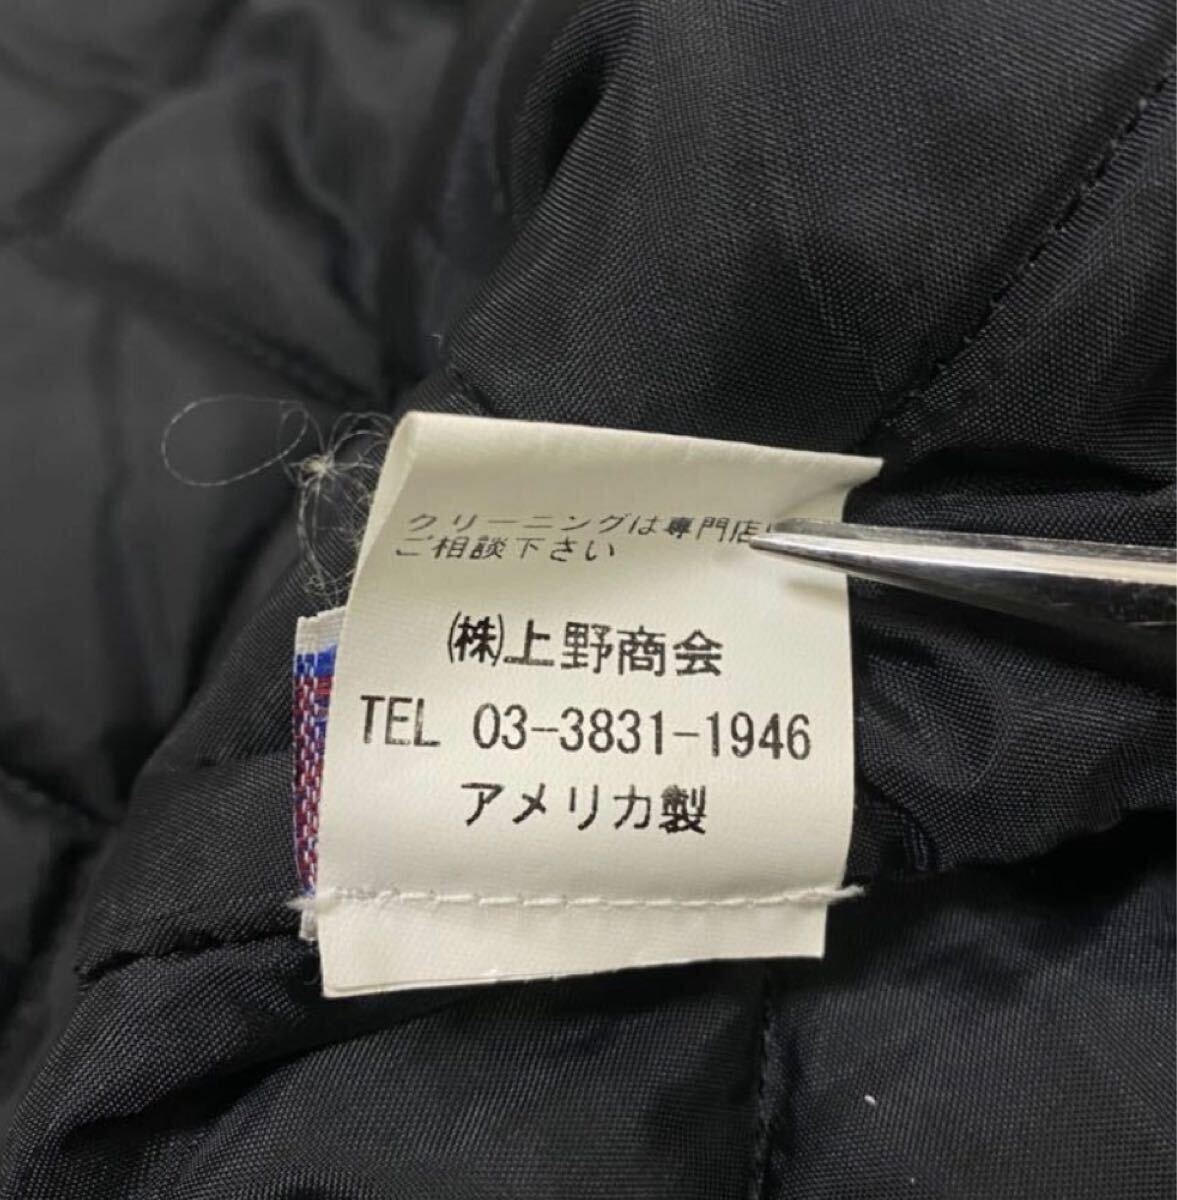 クリーニングは専門店に
ご相談下さい
㈱上野商会
TEL 03-3831-1946
アメリカ製